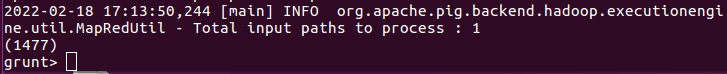 2022-02-18 17:13:50,244 [main] INFO  org.apache.pig.backend.hadoop.executionengi
ne.util.MapRedUtil - Total input paths to process : 1
(1477)
grunt>